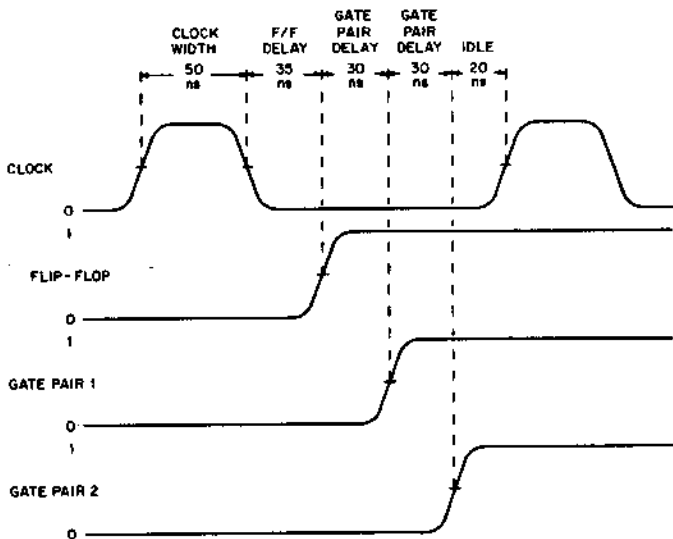 CLOCK WIDTH
50 ns
F/F DELAY
35 ns
GATE PAIR DELAY
30 ns
GATE PAIR DELAY
30 ns
IDLE
20 ns
CLOCK
0
1
FLIP-FLOP
0
1
GATE PAIR 1
0
1
GATE PAIR 2
0